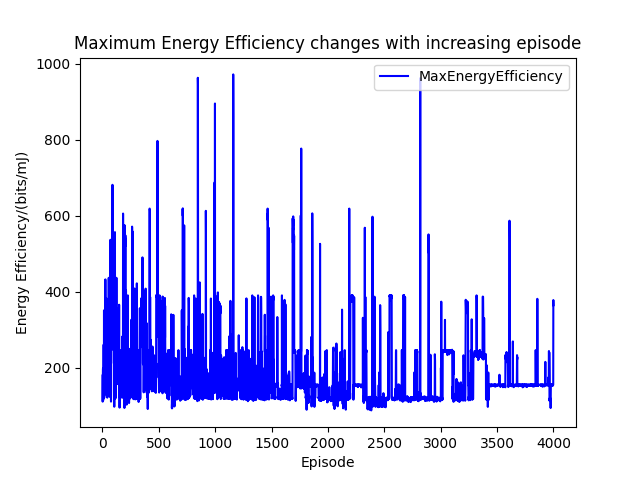 Maximum Energy Efficiency changes with increasing episode
MaxEnergyEfficiency
Energy Efficiency/(bits/mJ)
1000
800
600
400
200
0 500 1000 1500 2000 2500 3000 3500 4000
Episode